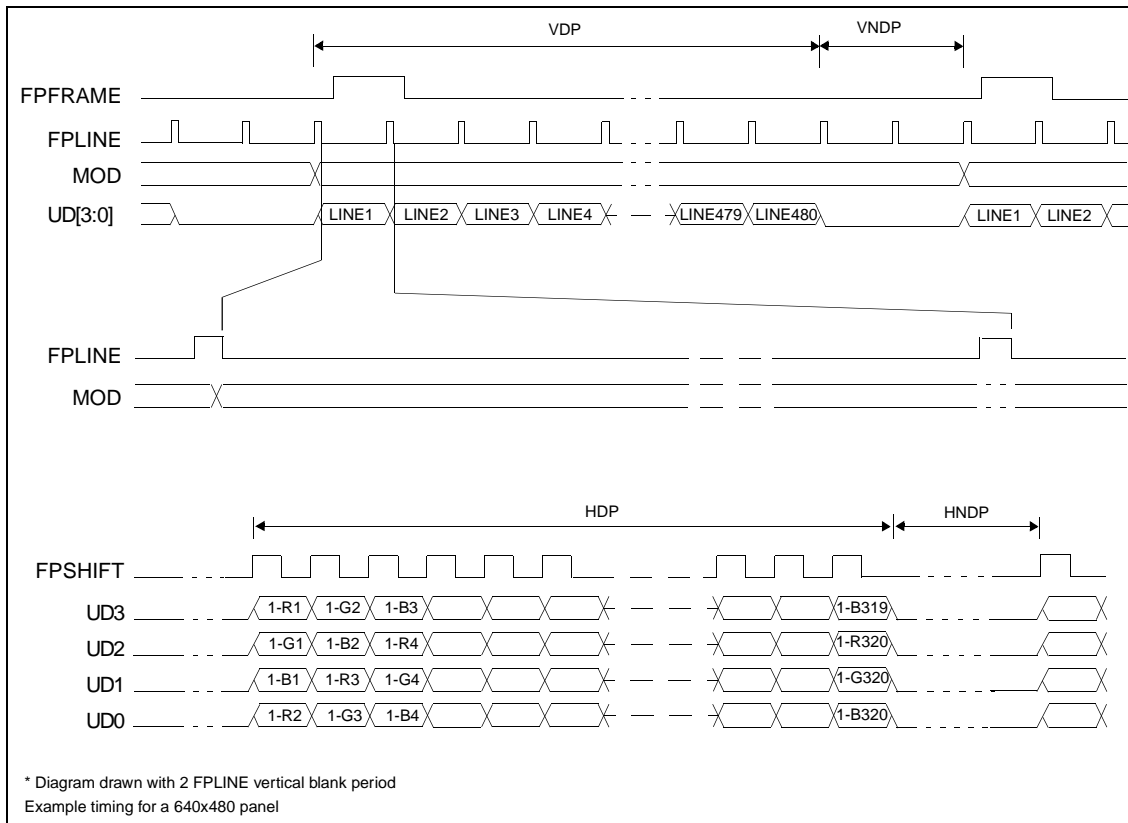 VDP VNDP
FPFRAME
FPLINE
MOD
UD[3:0] LINE1 LINE2 LINE3 LINE4 LINE479 LINE480 LINE1 LINE2
FPLINE
MOD
HDP HNDP
FPSHIFT
UD3 1-R1 1-G2 1-B3 1-B319
UD2 1-G1 1-B2 1-R4 1-R320
UD1 1-B1 1-R3 1-G4 1-G320
UD0 1-R2 1-G3 1-B4 1-B320
* Diagram drawn with 2 FPLINE vertical blank period
Example timing for a 640x480 panel